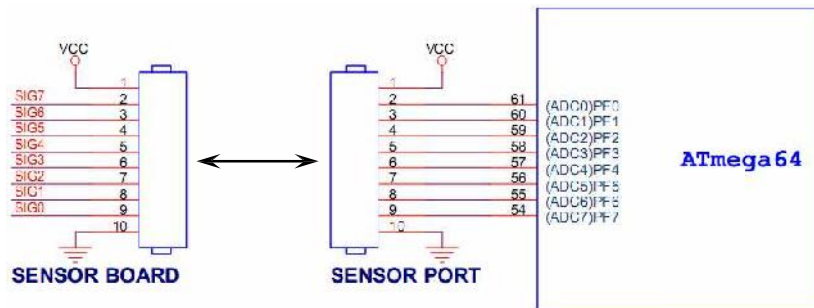 VCC
1
SIG7 2
SIG6 3
SIG5 4
SIG4 5
SIG3 6
SIG2 7
SIG1 8
SIG0 9
10
SENSOR BOARD
VCC
1
2 61 (ADC0)PF0
3 60 (ADC1)PF1
4 59 (ADC2)PF2
5 58 (ADC3)PF3
6 57 (ADC4)PF4
7 56 (ADC5)PF5
8 55 (ADC6)PF6
9 54 (ADC7)PF7
10
SENSOR PORT
ATmega64